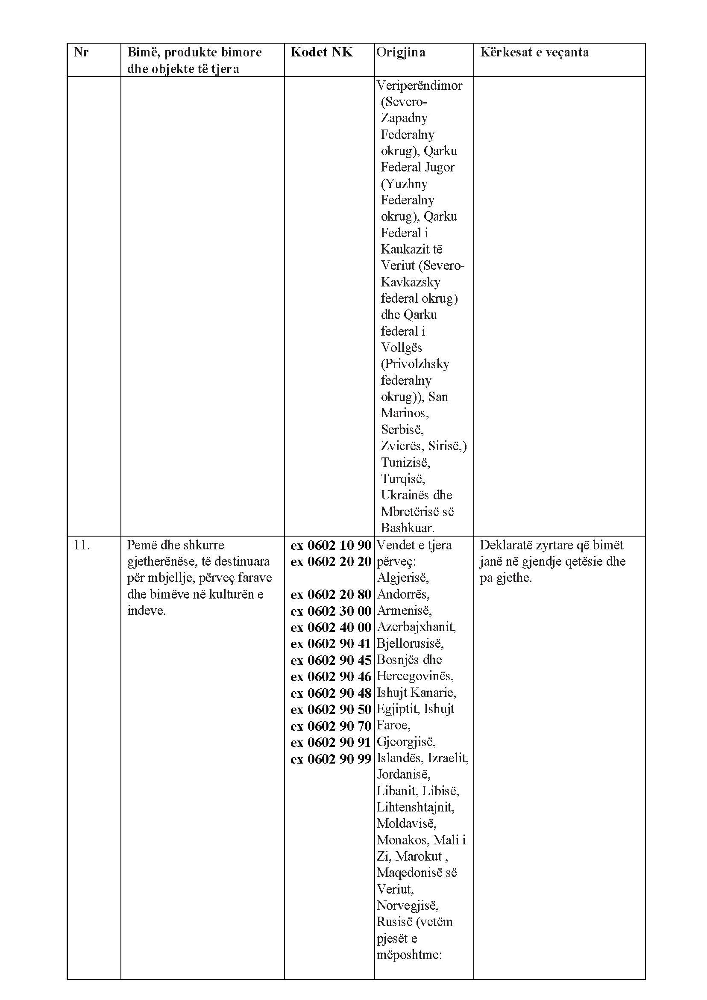 Nr
Bimë, produkte bimore
dhe objekte të tjera
Kodet NK
Origjina
Kërkesat e veçanta
Veriperëndimor
(Severo-
Zapadny
Federalny
okrug), Qarku
Federal Jugor
(Yuzhny
Federalny
okrug), Qarku
Federal i
Kaukazit të
Veriut (Severo-
Kavkazsky
federal okrug)
dhe Qarku
federal i
Vollgës
(Privolzhsky
federalny
okrug)), San
Marinos,
Serbisë,
Zvicrës, Sirisë,)
Tunizisë,
Turqisë,
Ukrainës dhe
Mbretërisë së
Bashkuar.
11.
Pemë dhe shkurre
gjetherënëse, të destinuara
për mbjellje, përveç farave
dhe bimëve në kulturën e
indeve.
ex 0602 10 90
ex 0602 20 20
ex 0602 20 80
ex 0602 30 00
ex 0602 40 00
ex 0602 90 41
ex 0602 90 45
ex 0602 90 46
ex 0602 90 48
ex 0602 90 50
ex 0602 90 70
ex 0602 90 91
ex 0602 90 99
Vendet e tjera
përveç:
Algjerisë,
Andorrës,
Armenisë,
Azerbajxhanit,
Bjellorusisë,
Bosnjës dhe
Hercegovinës,
Ishujt Kanarie,
Egjiptit, Ishujt
Faroe,
Gjeorgjisë,
Islandës, Izraelit,
Jordanisë,
Libanit, Libisë,
Lihtenshtajnit,
Moldavisë,
Monakos, Mali i
Zi, Marokut ,
Maqedonisë së
Veriut,
Norvegjisë,
Rusisë (vetëm
pjesët e
mëposhtme:
Deklaratë zyrtare që bimët
janë në gjendje qetësie dhe
pa gjethe.